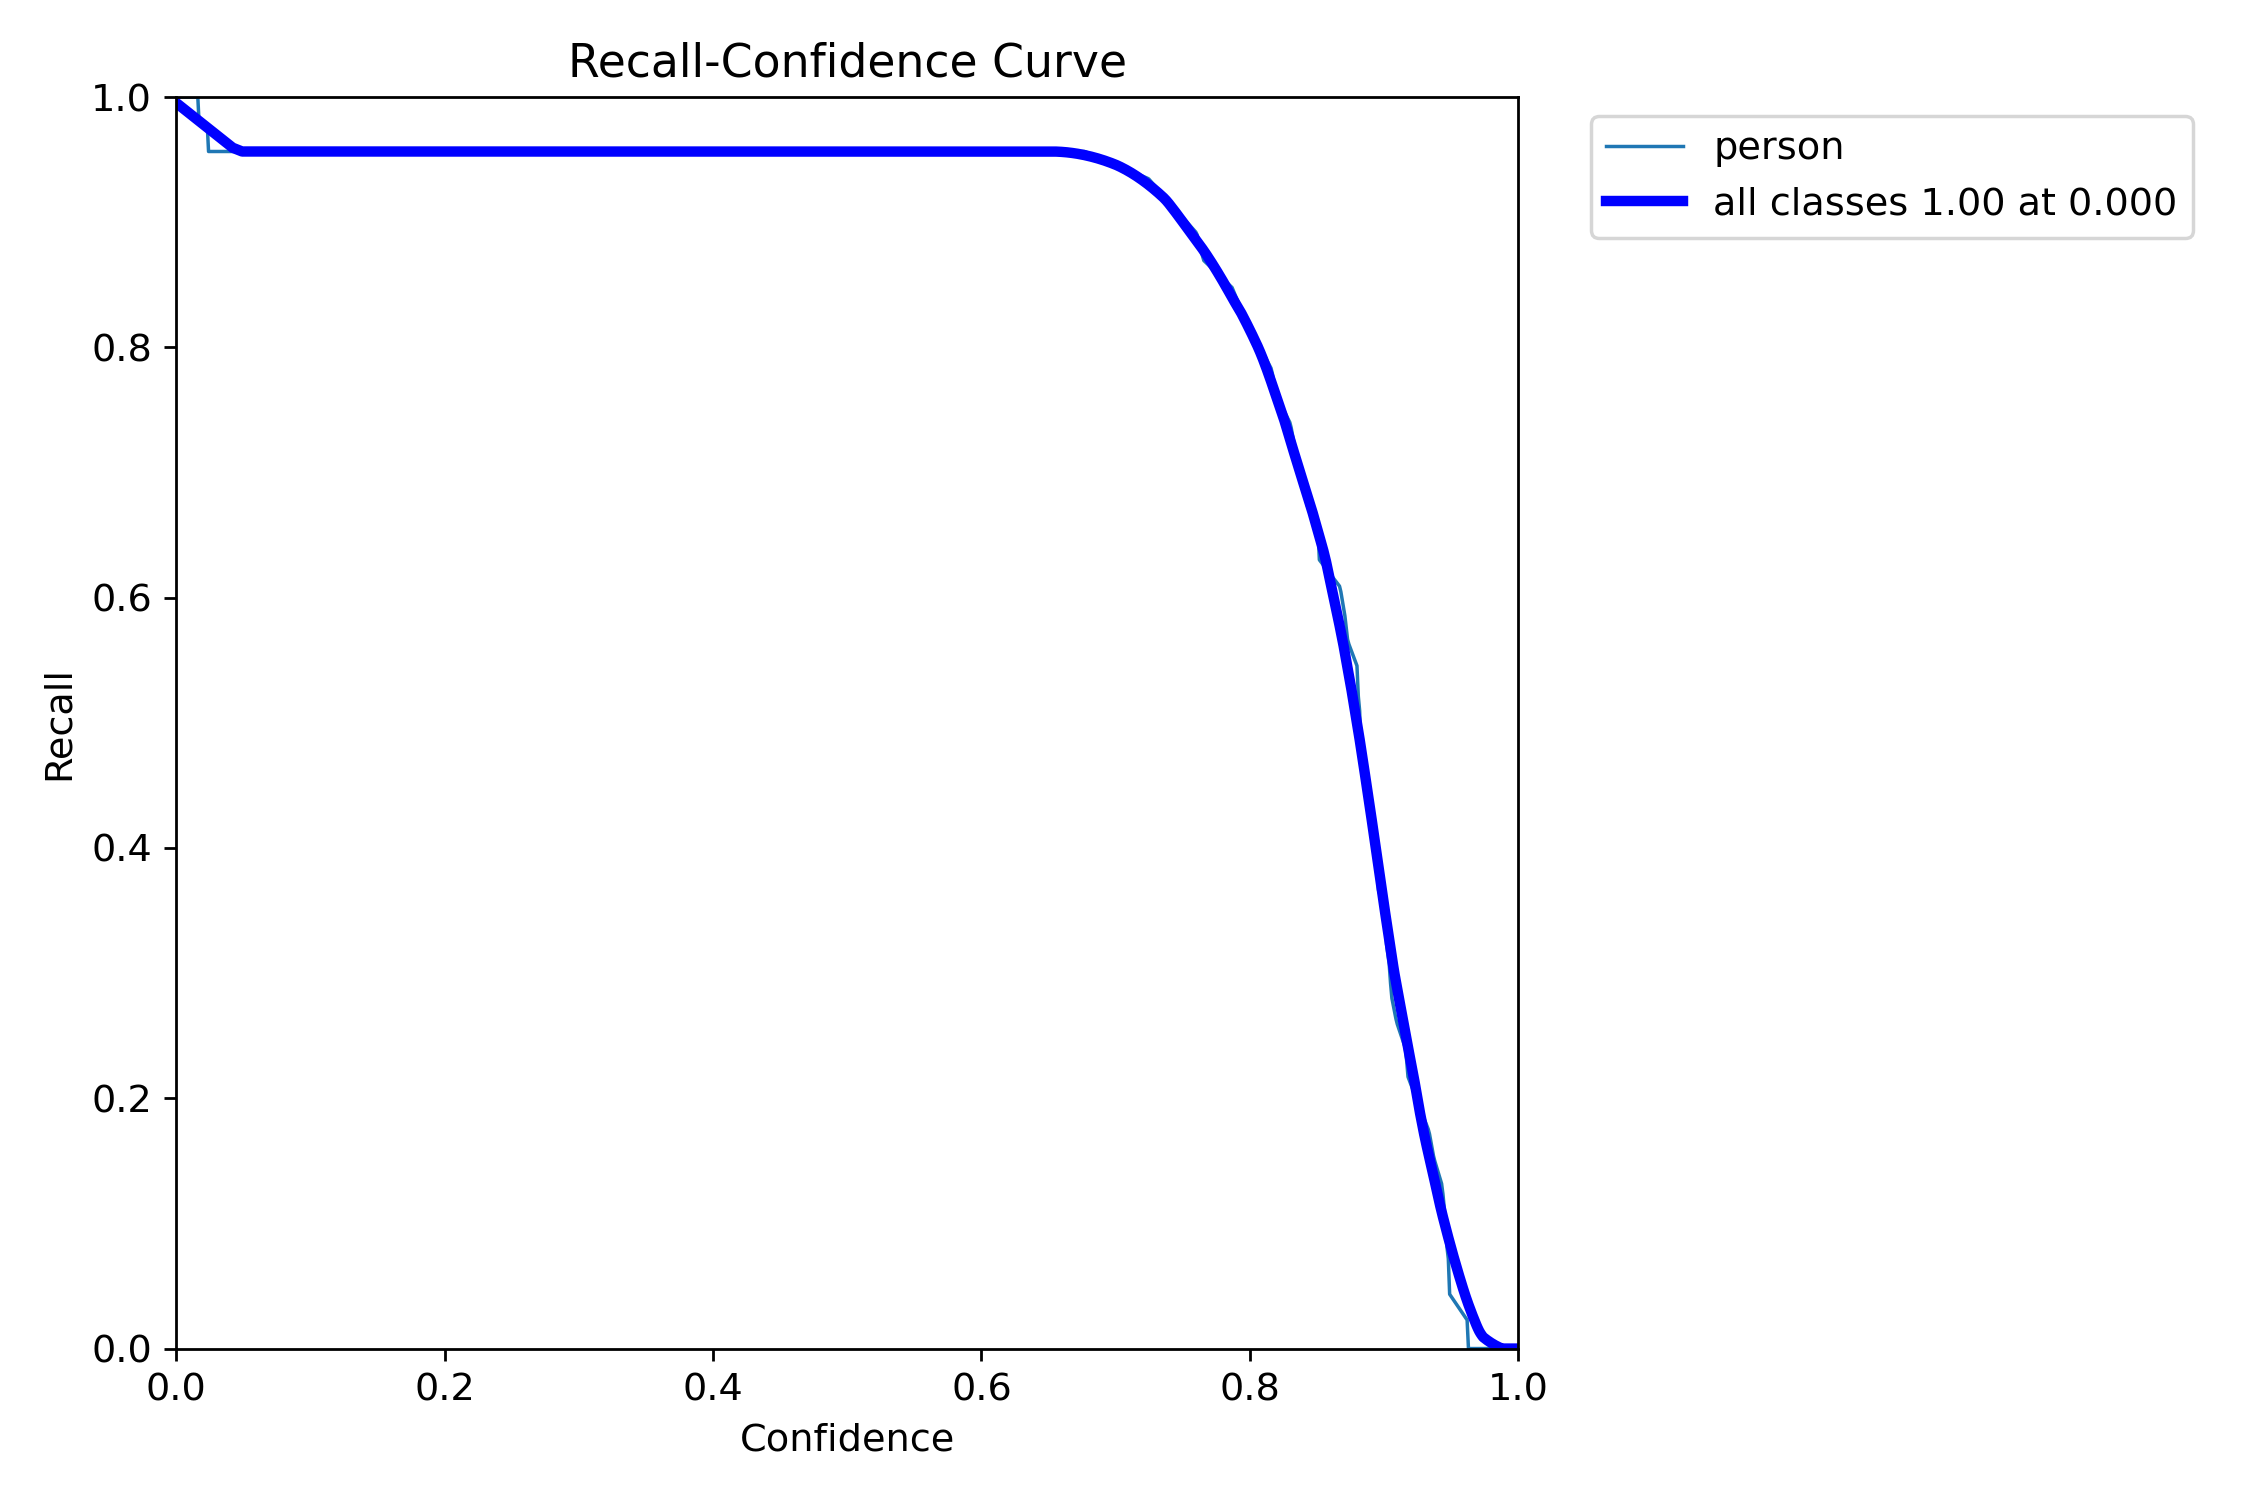 Recall-Confidence Curve
1.0
0.8
0.6
0.4
0.2
0.0
Recall
0.0 0.2 0.4 0.6 0.8 1.0
Confidence
person
all classes 1.00 at 0.000